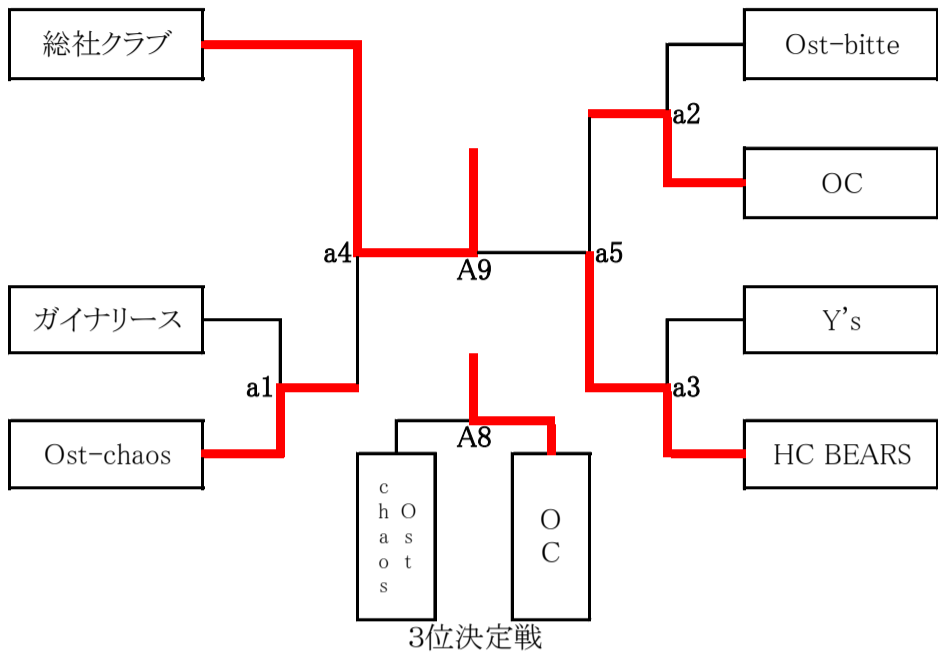 総社クラブ
Ost-bitte
a2
OC
a4
A9
a5
ガイナリース
Y's
a1
a3
Ost-chaos
A8
HC BEARS
Ost
chaos
OC
3位決定戦